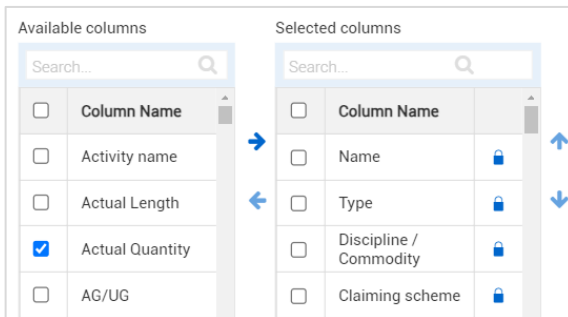 Available columns
Selected columns
Search...
Search...
Column Name
Column Name
Activity name
Name
Actual Length
Type
Actual Quantity
Discipline /
Commodity
AG/UG
Claiming scheme